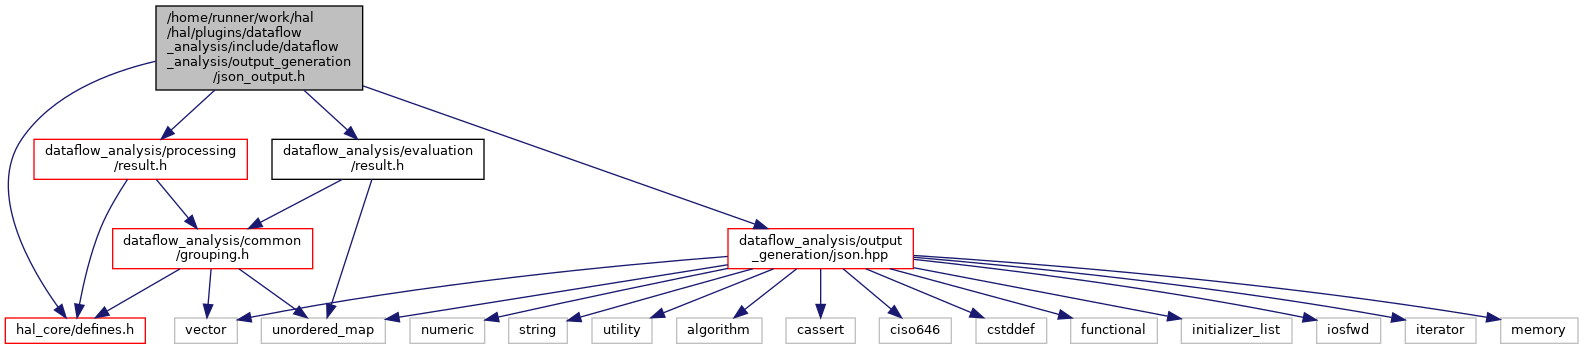 /home/runner/work/hal
/hal/plugins/dataflow
_analysis/include/dataflow
_analysis/output_generation
/json_output.h
dataflow_analysis/processing
/result.h
dataflow_analysis/evaluation
/result.h
dataflow_analysis/common
/grouping.h
dataflow_analysis/output
_generation/json.hpp
hal_core/defines.h
vector
unordered_map
numeric
string
utility
algorithm
cassert
ciso646
cstddef
functional
initializer_list
iosfwd
iterator
memory